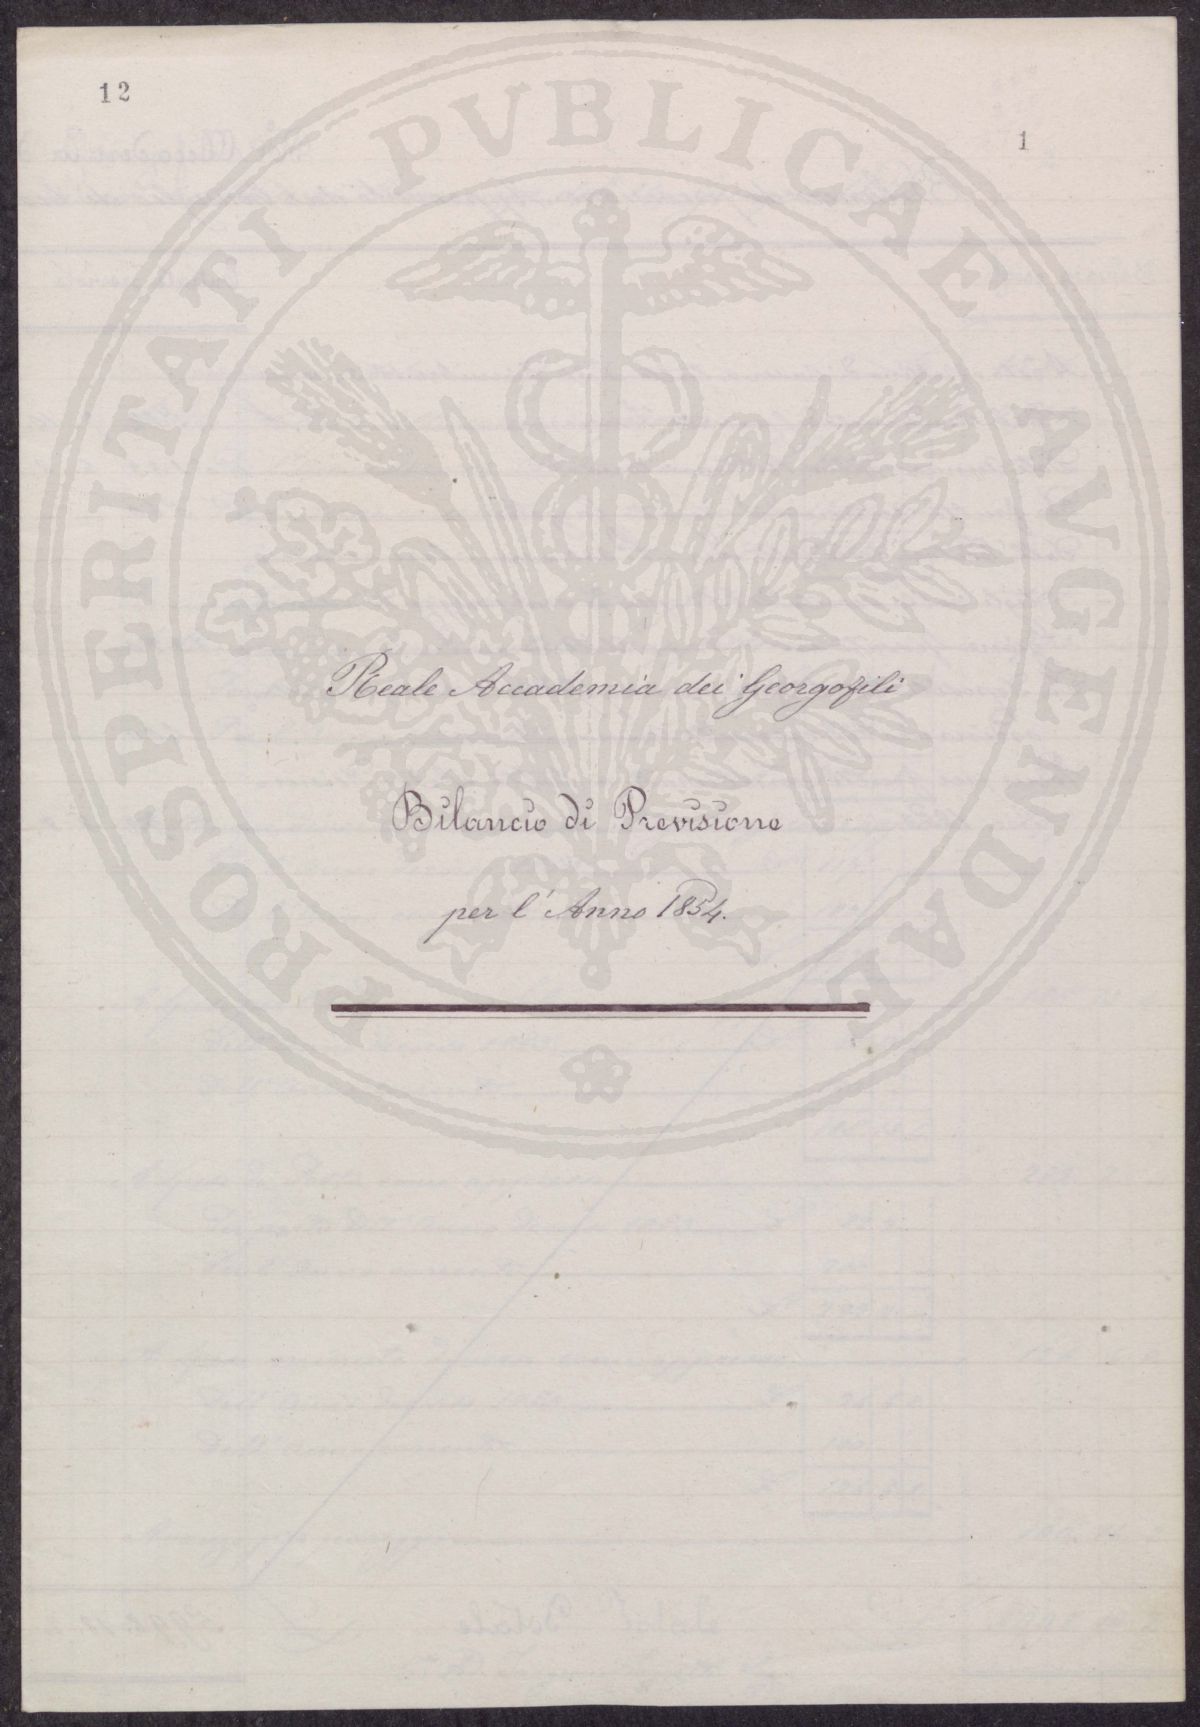 12
1
PROSPERITATI PVBLICAE AVGENDAE
Reale Accademia dei Georgofili
Bilancio di Previsione
per l'Anno 1854.